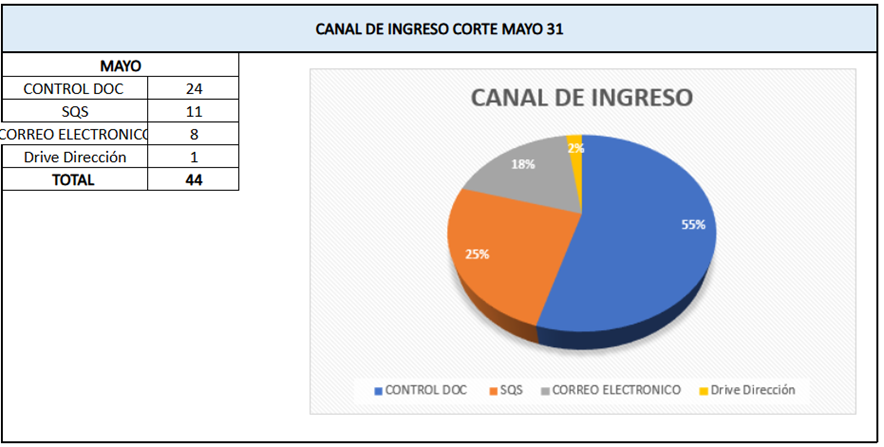 CANAL DE INGRESO CORTE MAYO 31
MAYO
CONTROL DOC 24
SQS 11
CORREO ELECTRONICO 8
Drive Dirección 1
TOTAL 44
CANAL DE INGRESO
2%
18%
55%
25%
CONTROL DOC SQS CORREO ELECTRONICO Drive Dirección